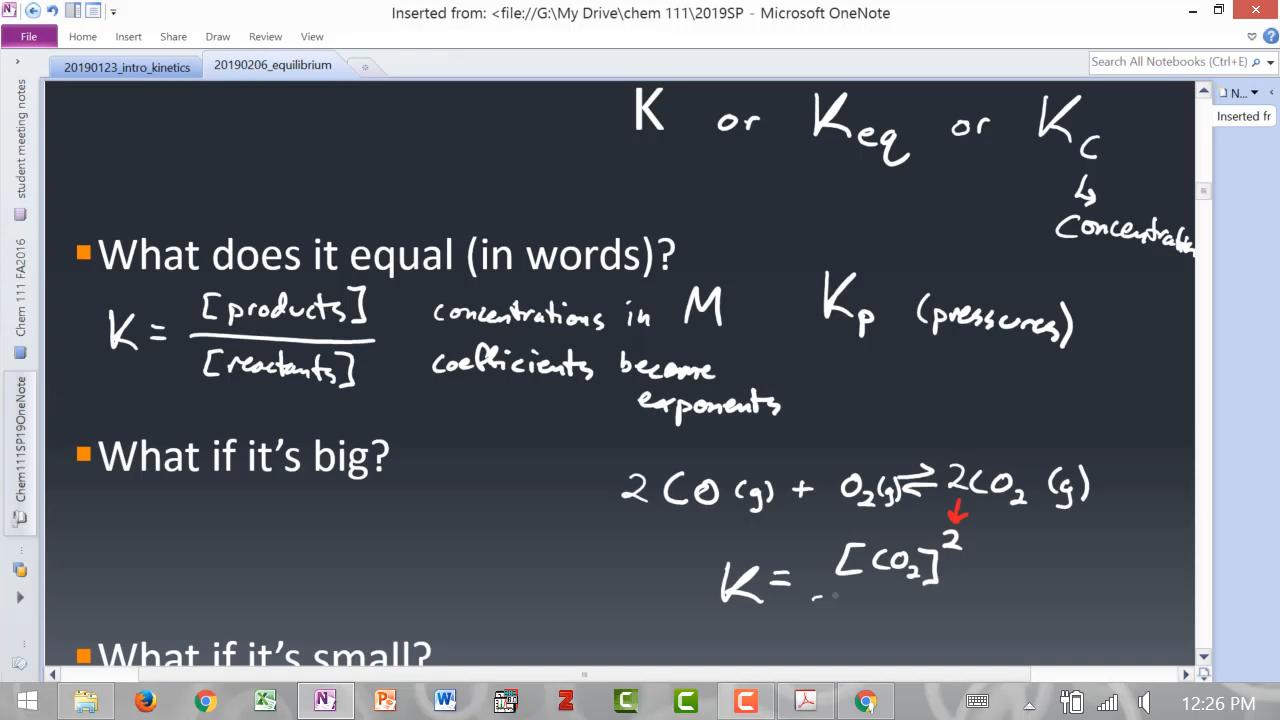 Inserted from: <file://G:\My Drive\chem 111\2019SP - Microsoft OneNote
File Home Insert Share Draw Review View
20190123_intro_kinetics 20190206_equilibrium
Search All Notebooks (Ctrl+E)
N...
Inserted fr
student meeting notes
Chem 111 FA2016
Chem111SP19OneNote
K or Keq or Kc
↳
Concentration
What does it equal (in words)?
K = [products] / [reactants]
concentrations in M
coefficients become
exponents
Kp (pressures)
What if it's big?
2 CO (g) + O₂(g) ⇌ 2CO₂ (g)
↓
K = [CO₂]²
What if it's small?
12:26 PM